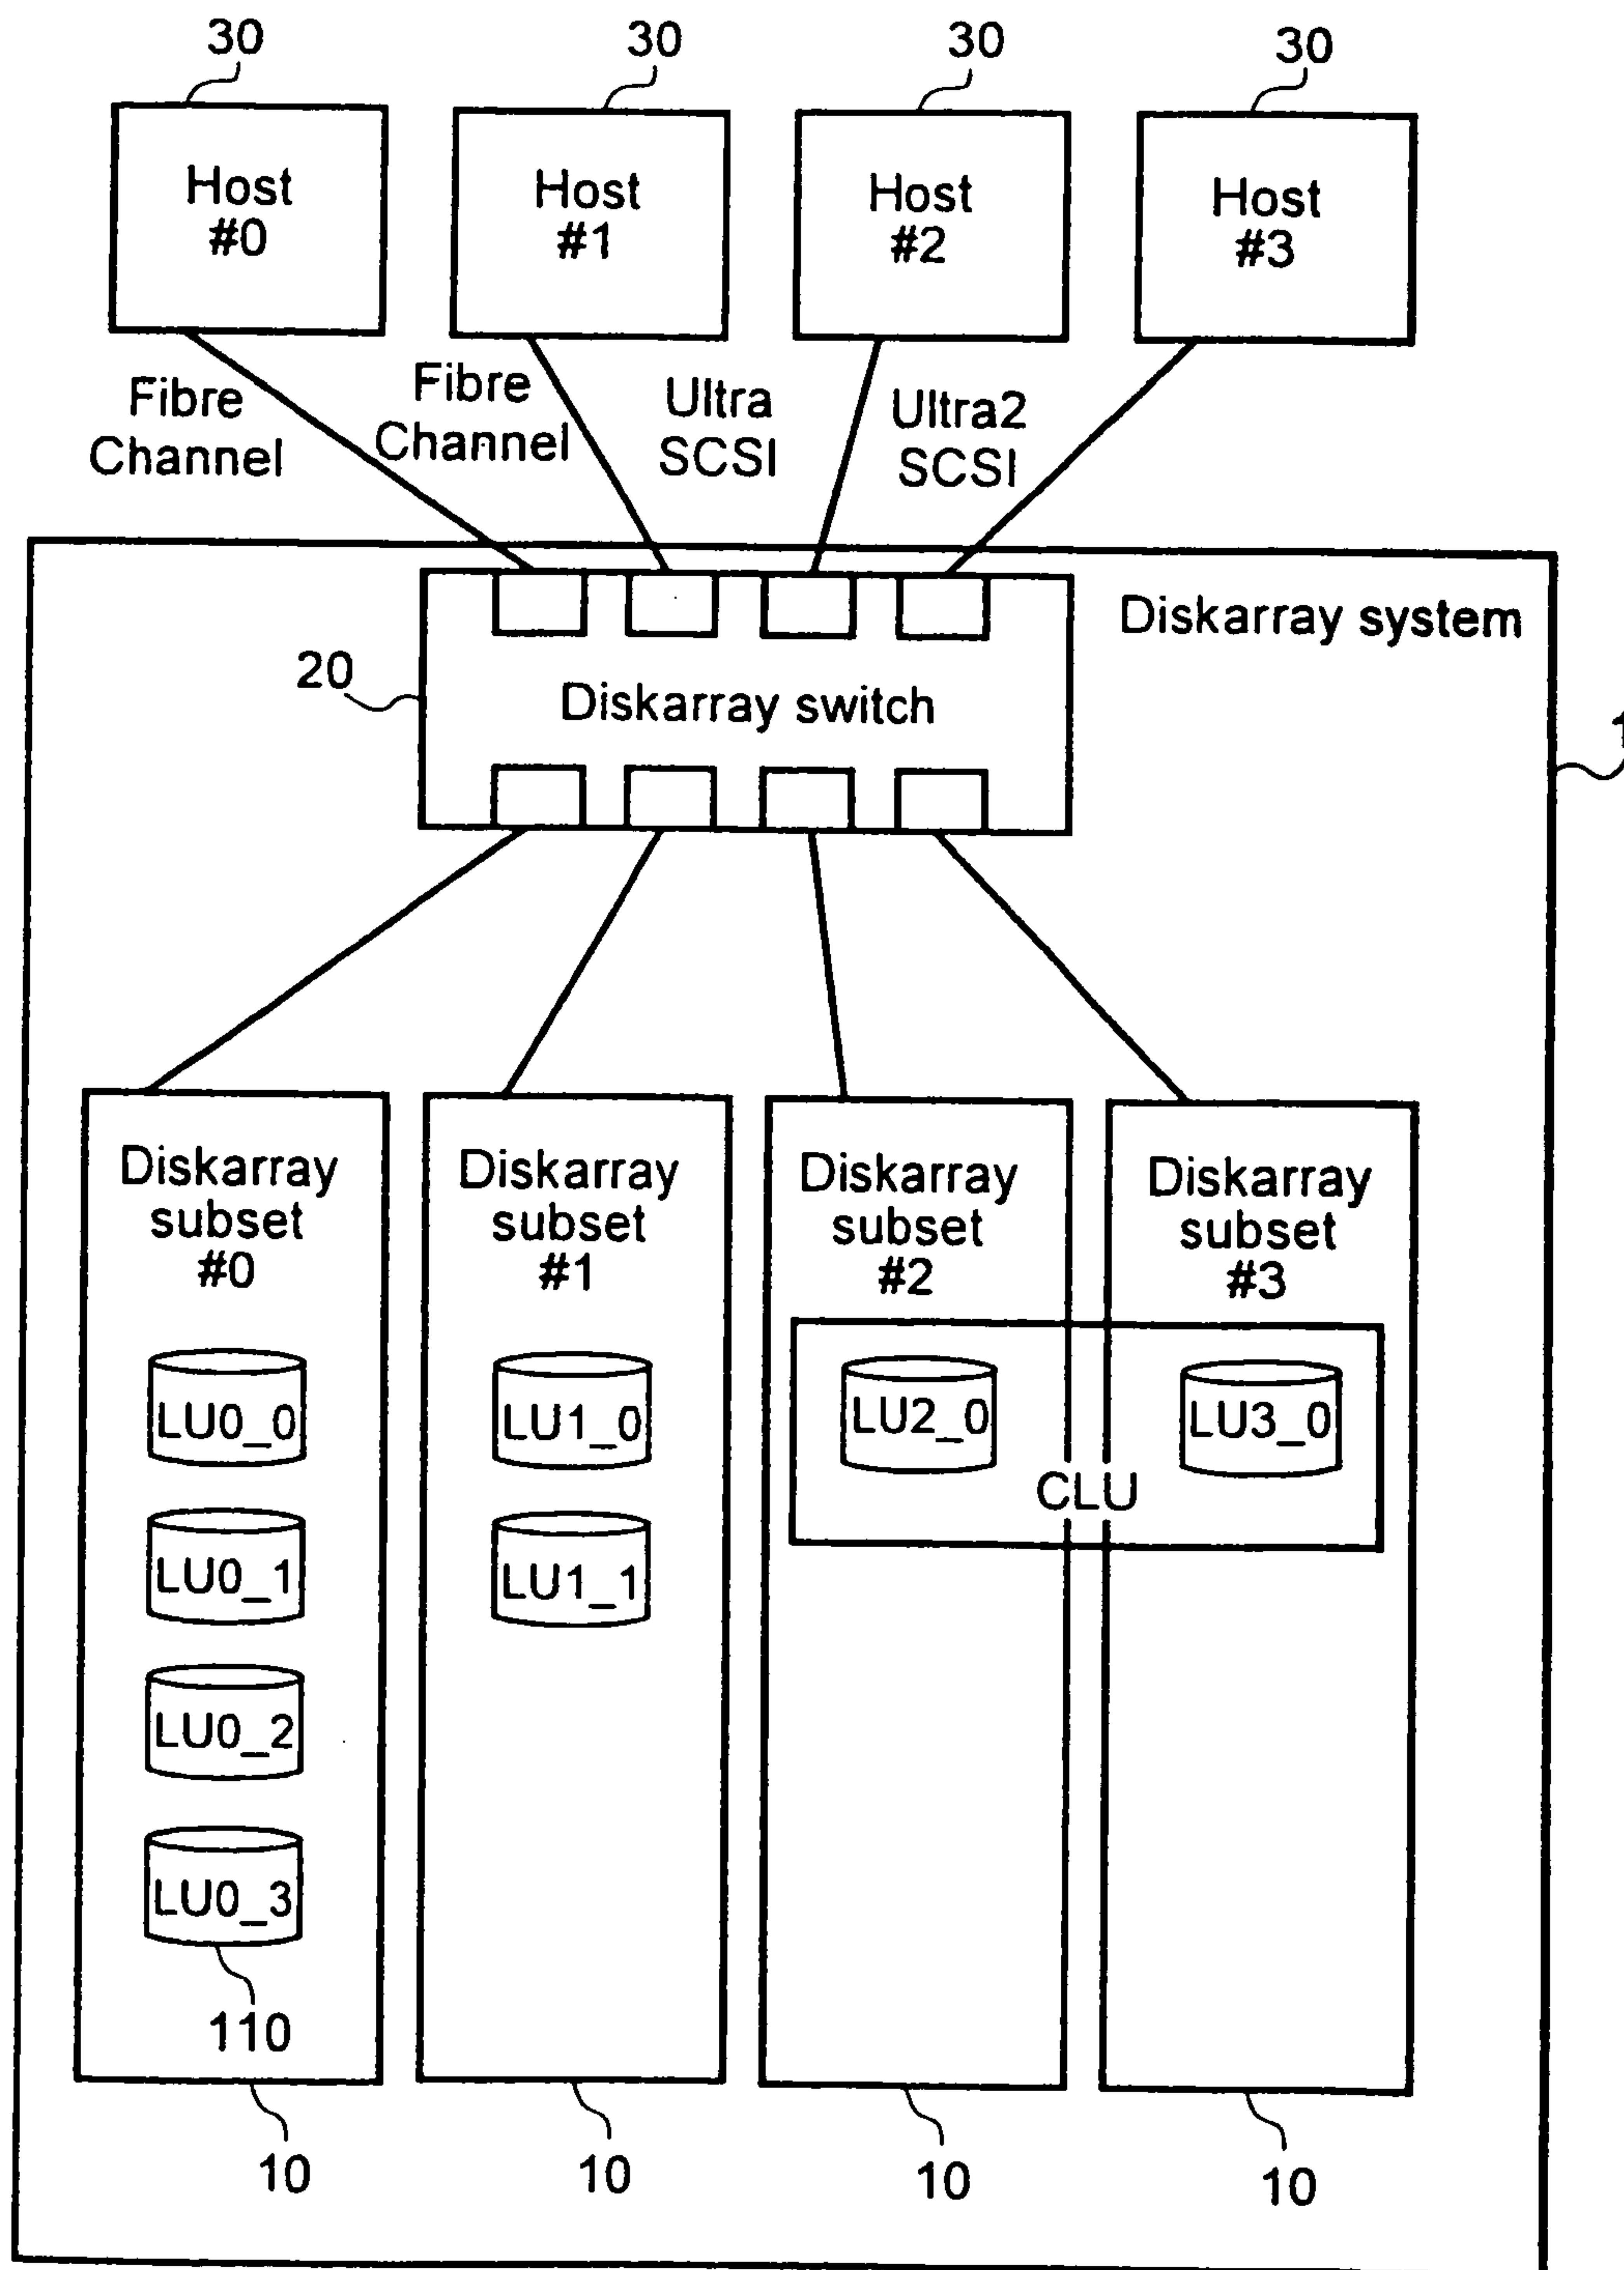 30
30
30
30
Host
#0
Host
#1
Host
#2
Host
#3
Fibre
Channel
Fibre
Channel
Ultra
SCSI
Ultra2
SCSI
Diskarray system
20
Diskarray switch
1
Diskarray
subset
#0
Diskarray
subset
#1
Diskarray
subset
#2
Diskarray
subset
#3
LU0_0
LU1_0
LU2_0
LU3_0
CLU
LU0_1
LU1_1
LU0_2
LU0_3
110
10
10
10
10